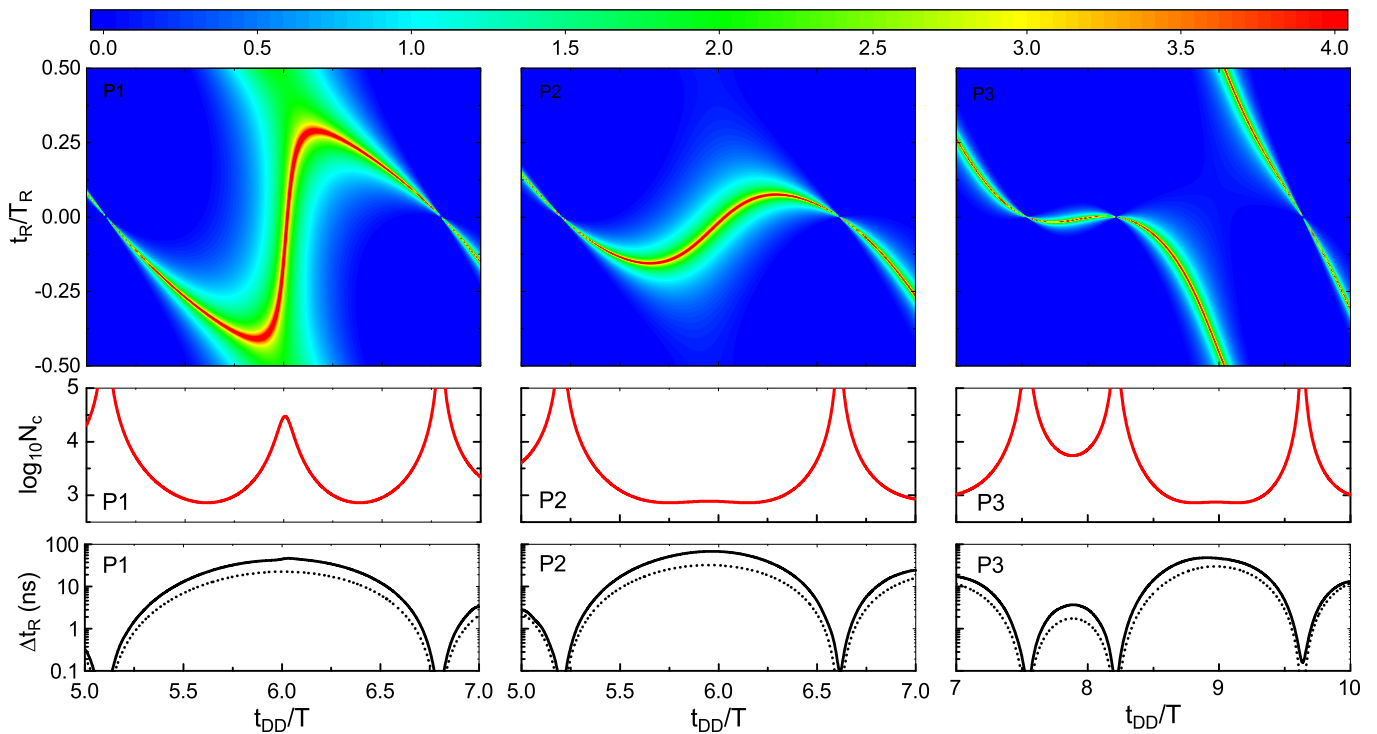 0.0 0.5 1.0 1.5 2.0 2.5 3.0 3.5 4.0
t_R/T_R
0.50
0.25
0.00
-0.25
-0.50
P1 P2 P3
log₁₀N_c
5
4
3
P1 P2 P3
Δt_R (ns)
100
10
1
0.1
P1 P2 P3
5.0 5.5 6.0 6.5 7.0 5.0 5.5 6.0 6.5 7.0 7 8 9 10
t_DD/T t_DD/T t_DD/T